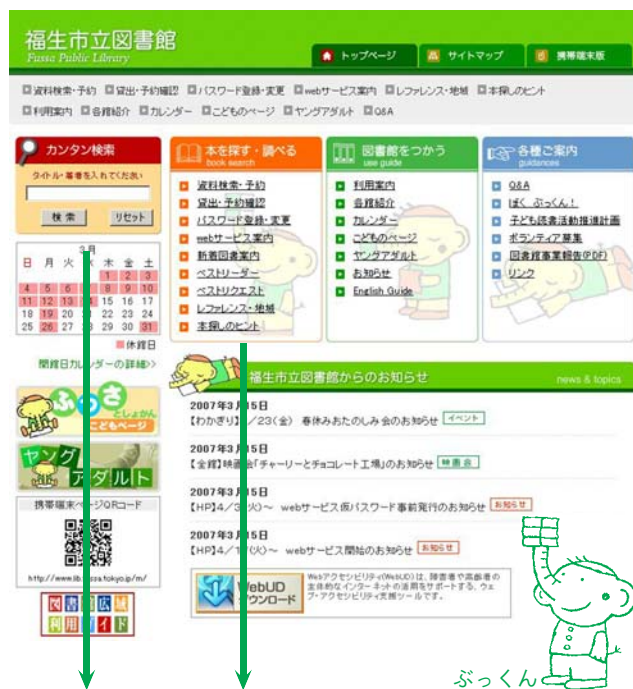 福生市立図書館
Fussa Public Library
トップページ
サイトマップ
携帯端末版
資料検索・予約 貸出・予約確認 パスワード登録・変更 webサービス案内 レファレンス・地域 本探しのヒント
利用案内 各館紹介 カレンダー こどものページ ヤングアダルト Q&A
カンタン検索
タイトル・著者を入れてください
検索 リセット
3月
日 月 火 水 木 金 土
1 2 3
4 5 6 7 8 9 10
11 12 13 14 15 16 17
18 19 20 21 22 23 24
25 26 27 28 29 30 31
休館日
開館日カレンダーの詳細>>
ふっさ
としょかん
こどもページ
ヤング
アダルト
携帯端末ページQRコード
http://www.lib.fussa.tokyo.jp/m/
図書館広域
利用ガイド
本を探す・調べる
book search
資料検索・予約
貸出・予約確認
パスワード登録・変更
webサービス案内
新着図書案内
ベストリーダー
ベストリクエスト
レファレンス・地域
本探しのヒント
図書館をつかう
use guide
利用案内
各館紹介
カレンダー
こどものページ
ヤングアダルト
お知らせ
English Guide
各種ご案内
guidances
Q&A
ぼく ぶっくん!
子ども読書活動推進計画
ボランティア募集
図書館事業報告(PDF)
リンク
福生市立図書館からのお知らせ
news & topics
2007年3月15日
【わかぎり】/23(金) 春休みおたのしみ会のお知らせ イベント
2007年3月15日
【全館】映画会「チャーリーとチョコレート工場」のお知らせ 映画会
2007年3月15日
【HP】4/3(火)~ webサービス仮パスワード事前発行のお知らせ お知らせ
2007年3月15日
【HP】4/1(火)~ webサービス開始のお知らせ お知らせ
WebUD
ダウンロード
Webアクセシビリティ(WebUD)は、障害者や高齢者の
主体的なインターネットの活用をサポートする、ウェ
ブ・アクセシビリティ支援ツールです。
ぶっくん